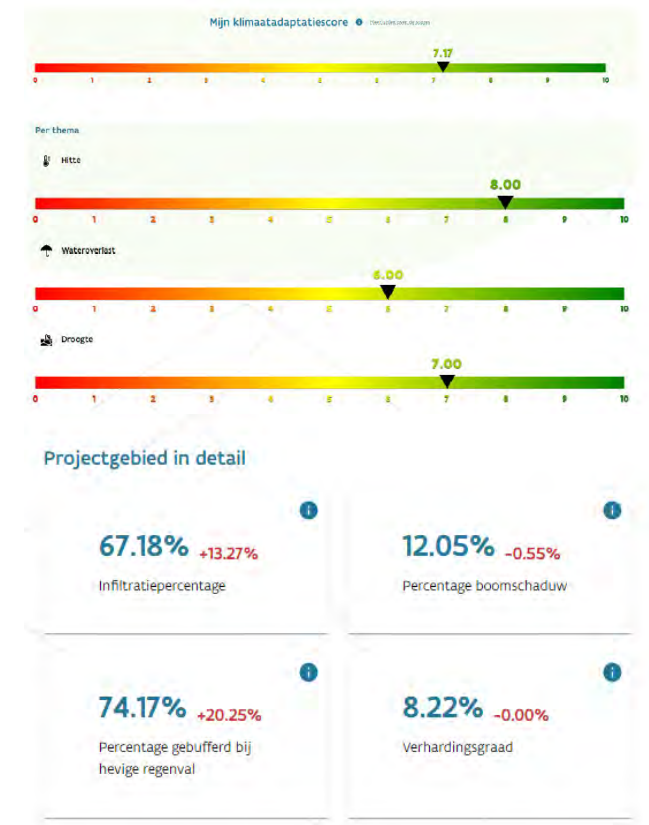 Mijn klimaatadaptatiescore
7.17
0 1 2 3 4 5 6 7 8 9 10
Per thema
Hitte
8.00
0 1 2 3 4 5 6 7 8 9 10
Wateroverlast
6.00
0 1 2 3 4 5 6 7 8 9 10
Droogte
7.00
0 1 2 3 4 5 6 7 8 9 10
Projectgebied in detail
67.18% +13.27%
Infiltratiepercentage
12.05% -0.55%
Percentage boomschaduw
74.17% +20.25%
Percentage gebufferd bij
hevige regenval
8.22% -0.00%
Verhardingsgraad